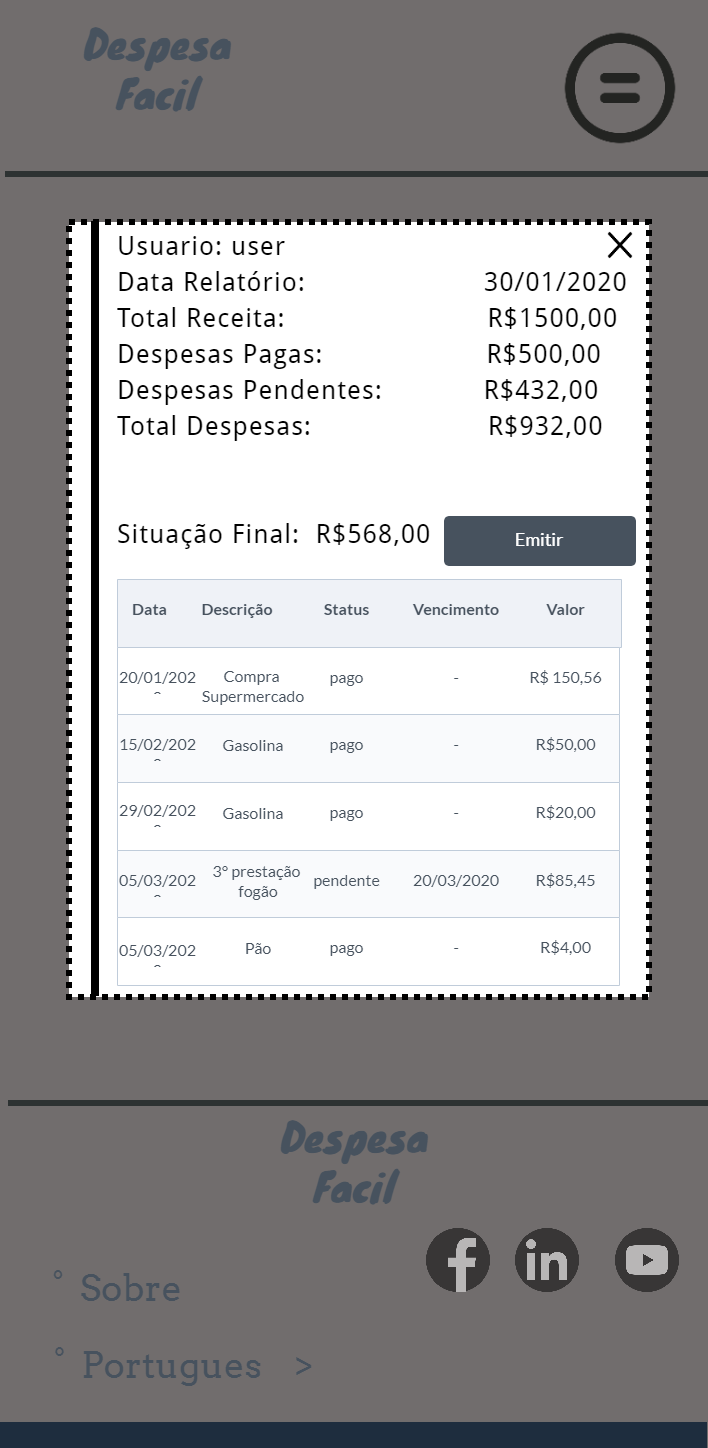 Despesa
Facil
Usuario: user
Data Relatório: 30/01/2020
Total Receita: R$1500,00
Despesas Pagas: R$500,00
Despesas Pendentes: R$432,00
Total Despesas: R$932,00
Situação Final: R$568,00 Emitir
Data Descrição Status Vencimento Valor
20/01/202 Compra Supermercado pago - R$ 150,56
15/02/202 Gasolina pago - R$50,00
29/02/202 Gasolina pago - R$20,00
05/03/202 3° prestação fogão pendente 20/03/2020 R$85,45
05/03/202 Pão pago - R$4,00
Despesa
Facil
° Sobre
° Portugues >